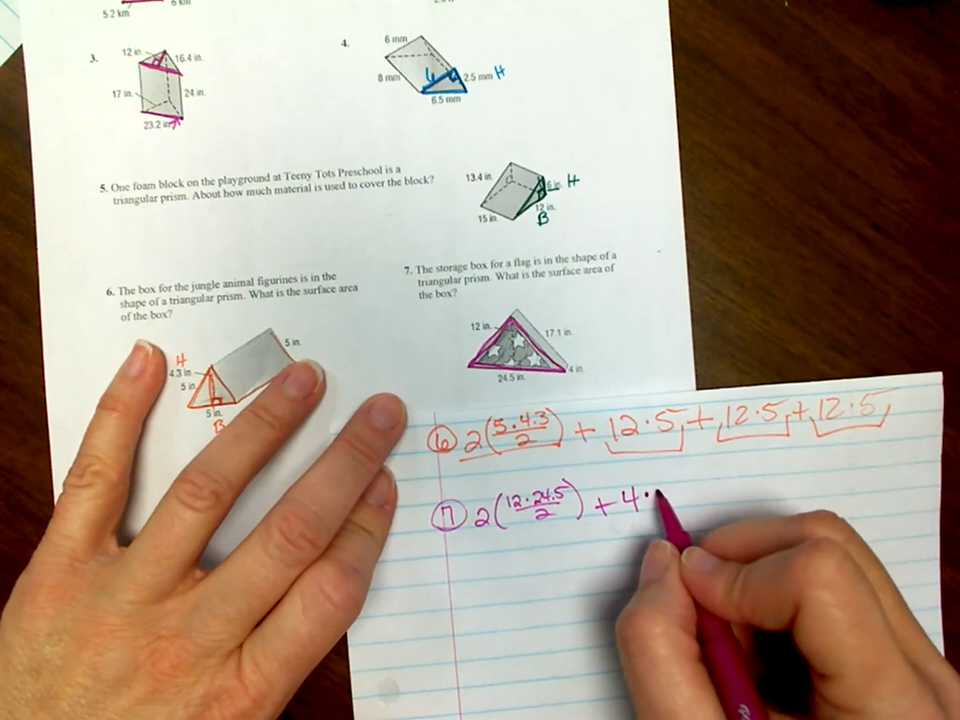 5.2 km
3.
12 in.
16.4 in.
17 in.
24 in.
23.2 in.
4.
6 mm
8 mm
2.5 mm H
6.5 mm
5. One foam block on the playground at Teeny Tots Preschool is a
triangular prism. About how much material is used to cover the block?
13.4 in.
6 in. H
12 in.
15 in
B
6. The box for the jungle animal figurines is in the
shape of a triangular prism. What is the surface area
of the box?
5 in.
H
4.3 in.
5 in
5 in.
B
7. The storage box for a flag is in the shape of a
triangular prism. What is the surface area of
the box?
12 in.
17.1 in.
4 in.
24.5 in.
⑥ 2(5·4.3/2) + 12·5 + 12·5 + 12·5
⑦ 2(12·24.5/2) + 4·